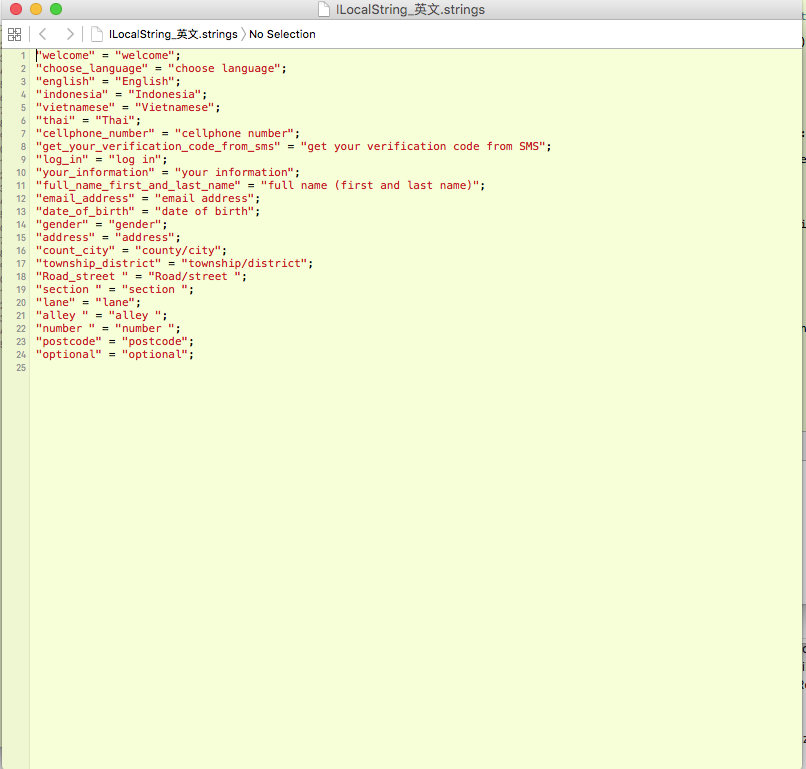 ILocalString_英文.strings
ILocalString_英文.strings 〉No Selection
1 "welcome" = "welcome";
2 "choose_language" = "choose language";
3 "english" = "English";
4 "indonesia" = "Indonesia";
5 "vietnamese" = "Vietnamese";
6 "thai" = "Thai";
7 "cellphone_number" = "cellphone number";
8 "get_your_verification_code_from_sms" = "get your verification code from SMS";
9 "log_in" = "log in";
10 "your_information" = "your information";
11 "full_name_first_and_last_name" = "full name (first and last name)";
12 "email_address" = "email address";
13 "date_of_birth" = "date of birth";
14 "gender" = "gender";
15 "address" = "address";
16 "count_city" = "county/city";
17 "township_district" = "township/district";
18 "Road_street " = "Road/street ";
19 "section " = "section ";
20 "lane" = "lane";
21 "alley " = "alley ";
22 "number " = "number ";
23 "postcode" = "postcode";
24 "optional" = "optional";
25